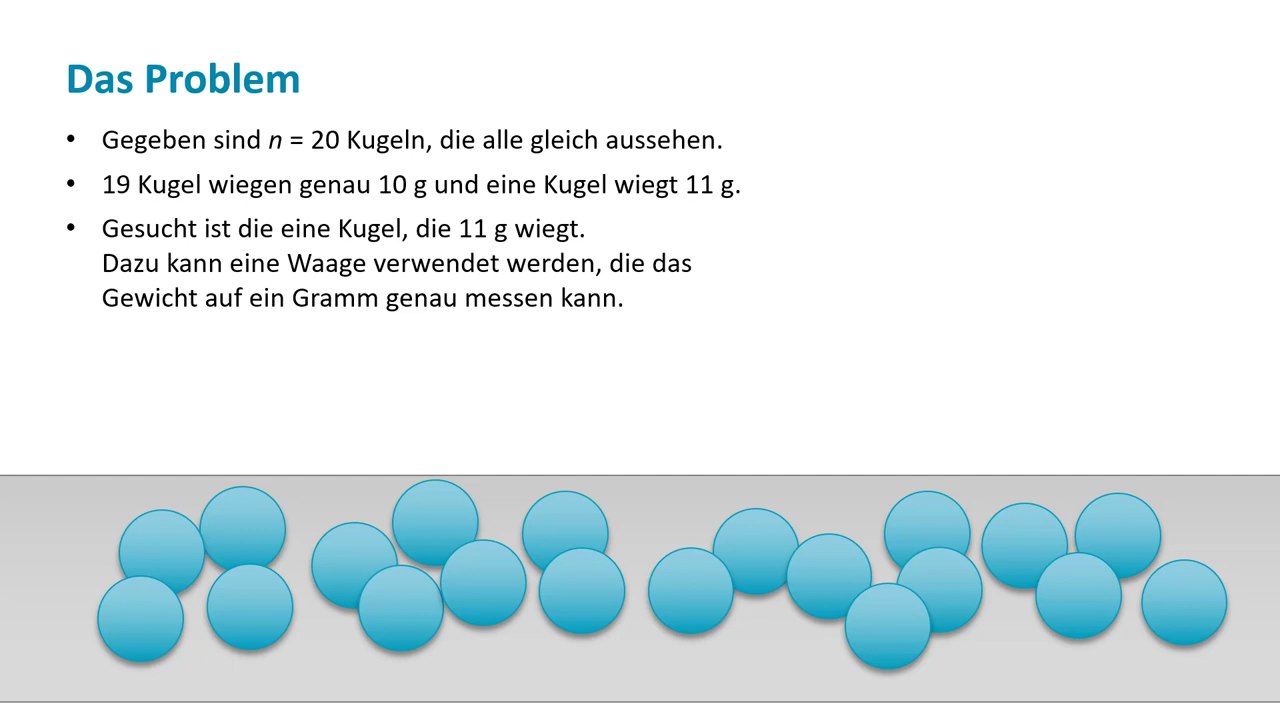 Das Problem
• Gegeben sind n = 20 Kugeln, die alle gleich aussehen.
• 19 Kugel wiegen genau 10 g und eine Kugel wiegt 11 g.
• Gesucht ist die eine Kugel, die 11 g wiegt.
Dazu kann eine Waage verwendet werden, die das
Gewicht auf ein Gramm genau messen kann.